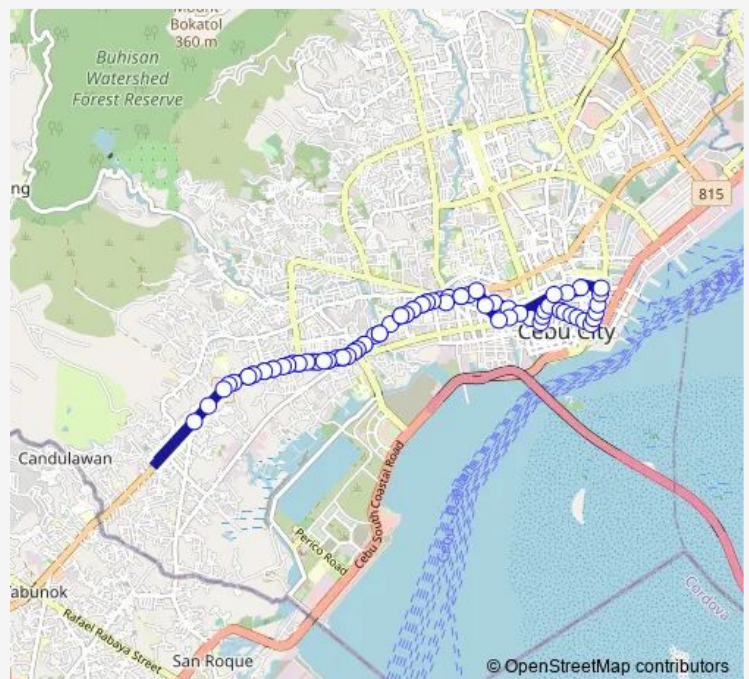 Mount
Bokatol
360 m
Buhisan
Watershed
Forest Reserve
ng
815
Cebu City
Candulawan
Cebu South Coastal Road
Perico Road
abunok
Rafael Rabaya Street
San Roque
Cordova
© OpenStreetMap contributors